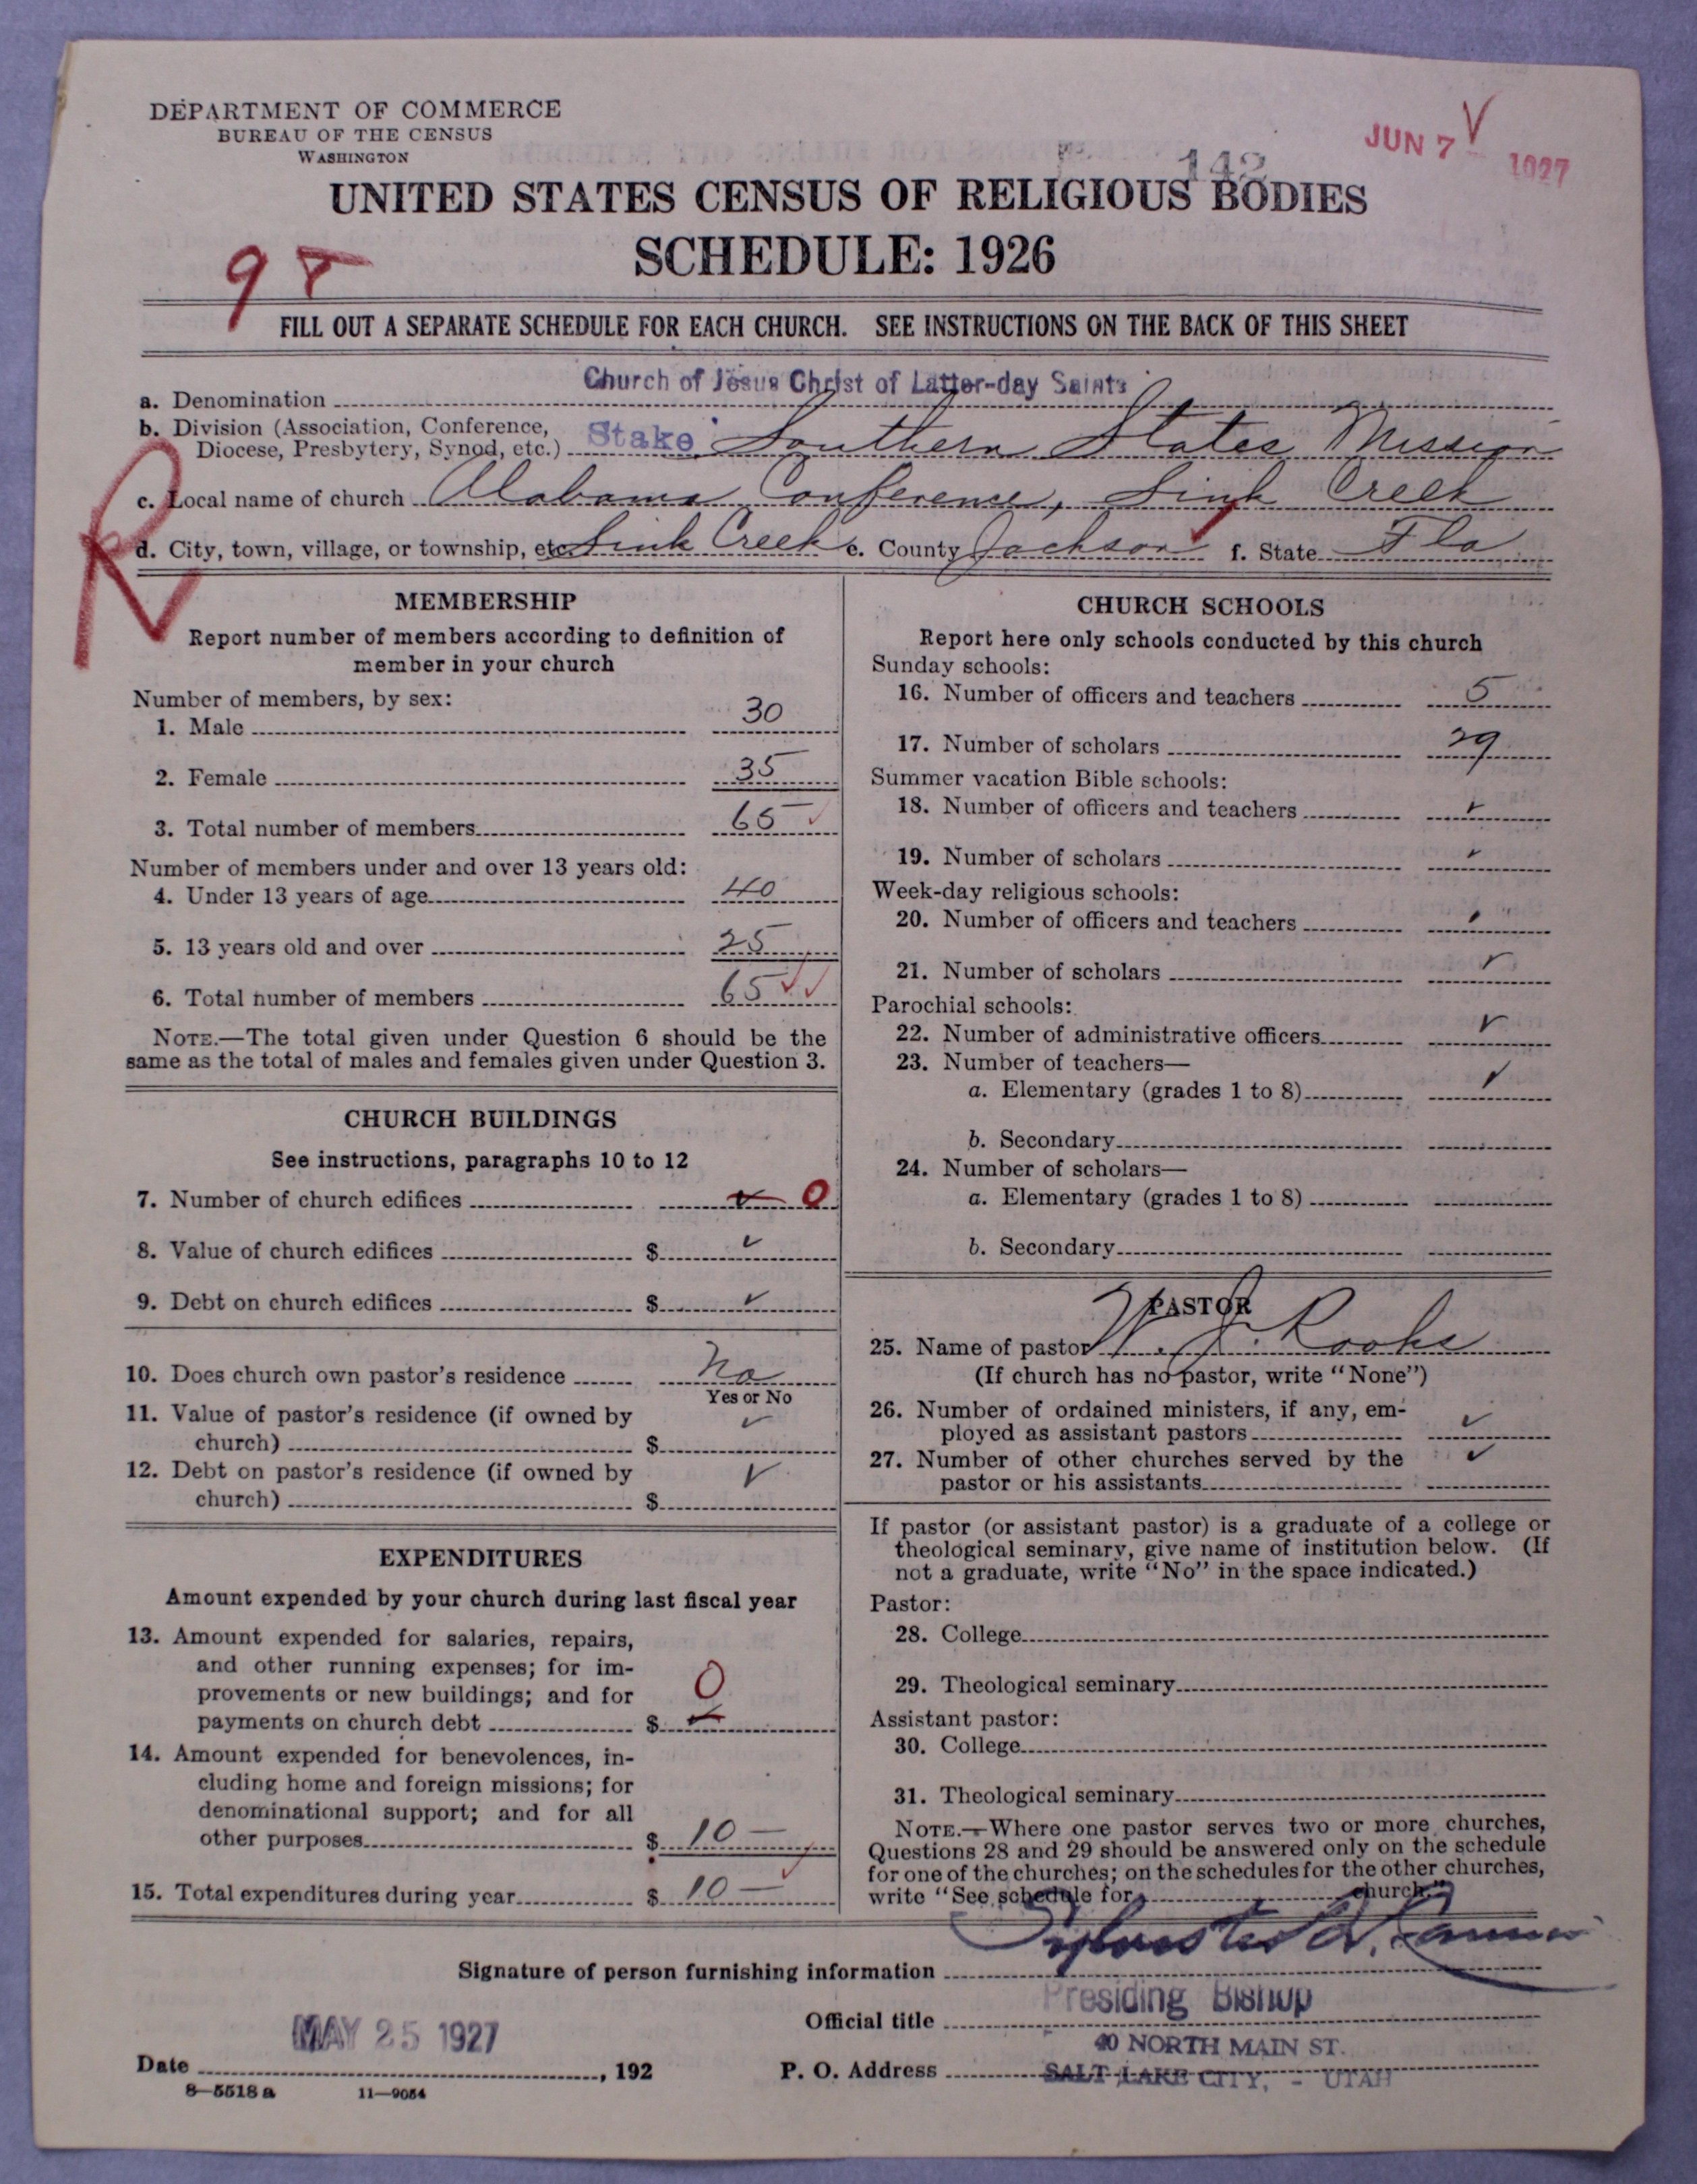 DEPARTMENT OF COMMERCE
BUREAU OF THE CENSUS
WASHINGTON
JUN 7 1927
142
UNITED STATES CENSUS OF RELIGIOUS BODIES
SCHEDULE: 1926
FILL OUT A SEPARATE SCHEDULE FOR EACH CHURCH. SEE INSTRUCTIONS ON THE BACK OF THIS SHEET
a. Denomination Church of Jesus Christ of Latter-day Saints
b. Division (Association, Conference,
Diocese, Presbytery, Synod, etc.) Stake Southern States Mission
R
c. Local name of church Alabama Conference, Sink Creek
d. City, town, village, or township, etc. Sink Creek e. County Jackson f. State Fla
MEMBERSHIP
Report number of members according to definition of
member in your church
Number of members, by sex:
1. Male 30
2. Female 35
3. Total number of members 65 ✓
Number of members under and over 13 years old:
4. Under 13 years of age 40
5. 13 years old and over 25
6. Total number of members 65 ✓✓
NOTE.—The total given under Question 6 should be the
same as the total of males and females given under Question 3.
CHURCH BUILDINGS
See instructions, paragraphs 10 to 12
7. Number of church edifices 0
8. Value of church edifices $ ✓
9. Debt on church edifices $ ✓
10. Does church own pastor's residence No
Yes or No
11. Value of pastor's residence (if owned by
church) $ ✓
12. Debt on pastor's residence (if owned by
church) $ ✓
EXPENDITURES
Amount expended by your church during last fiscal year
13. Amount expended for salaries, repairs,
and other running expenses; for im-
provements or new buildings; and for
payments on church debt $ 0
14. Amount expended for benevolences, in-
cluding home and foreign missions; for
denominational support; and for all
other purposes $ 10 —
15. Total expenditures during year $ 10 —
CHURCH SCHOOLS
Report here only schools conducted by this church
Sunday schools:
16. Number of officers and teachers 5
17. Number of scholars 29
Summer vacation Bible schools:
18. Number of officers and teachers ✓
19. Number of scholars ✓
Week-day religious schools:
20. Number of officers and teachers ✓
21. Number of scholars ✓
Parochial schools:
22. Number of administrative officers ✓
23. Number of teachers—
a. Elementary (grades 1 to 8) ✓
b. Secondary
24. Number of scholars—
a. Elementary (grades 1 to 8)
b. Secondary
PASTOR
25. Name of pastor W. J. Rooks
(If church has no pastor, write "None")
26. Number of ordained ministers, if any, em-
ployed as assistant pastors ✓
27. Number of other churches served by the
pastor or his assistants ✓
If pastor (or assistant pastor) is a graduate of a college or
theological seminary, give name of institution below. (If
not a graduate, write "No" in the space indicated.)
Pastor:
28. College
29. Theological seminary
Assistant pastor:
30. College
31. Theological seminary
NOTE.—Where one pastor serves two or more churches,
Questions 28 and 29 should be answered only on the schedule
for one of the churches; on the schedules for the other churches,
write "See schedule for church."
Signature of person furnishing information Sylvester Q. Cannon
Official title Presiding Bishop
Date MAY 25 1927, 192
P. O. Address 40 NORTH MAIN ST.
SALT LAKE CITY, - UTAH
8—5518 a 11—9054